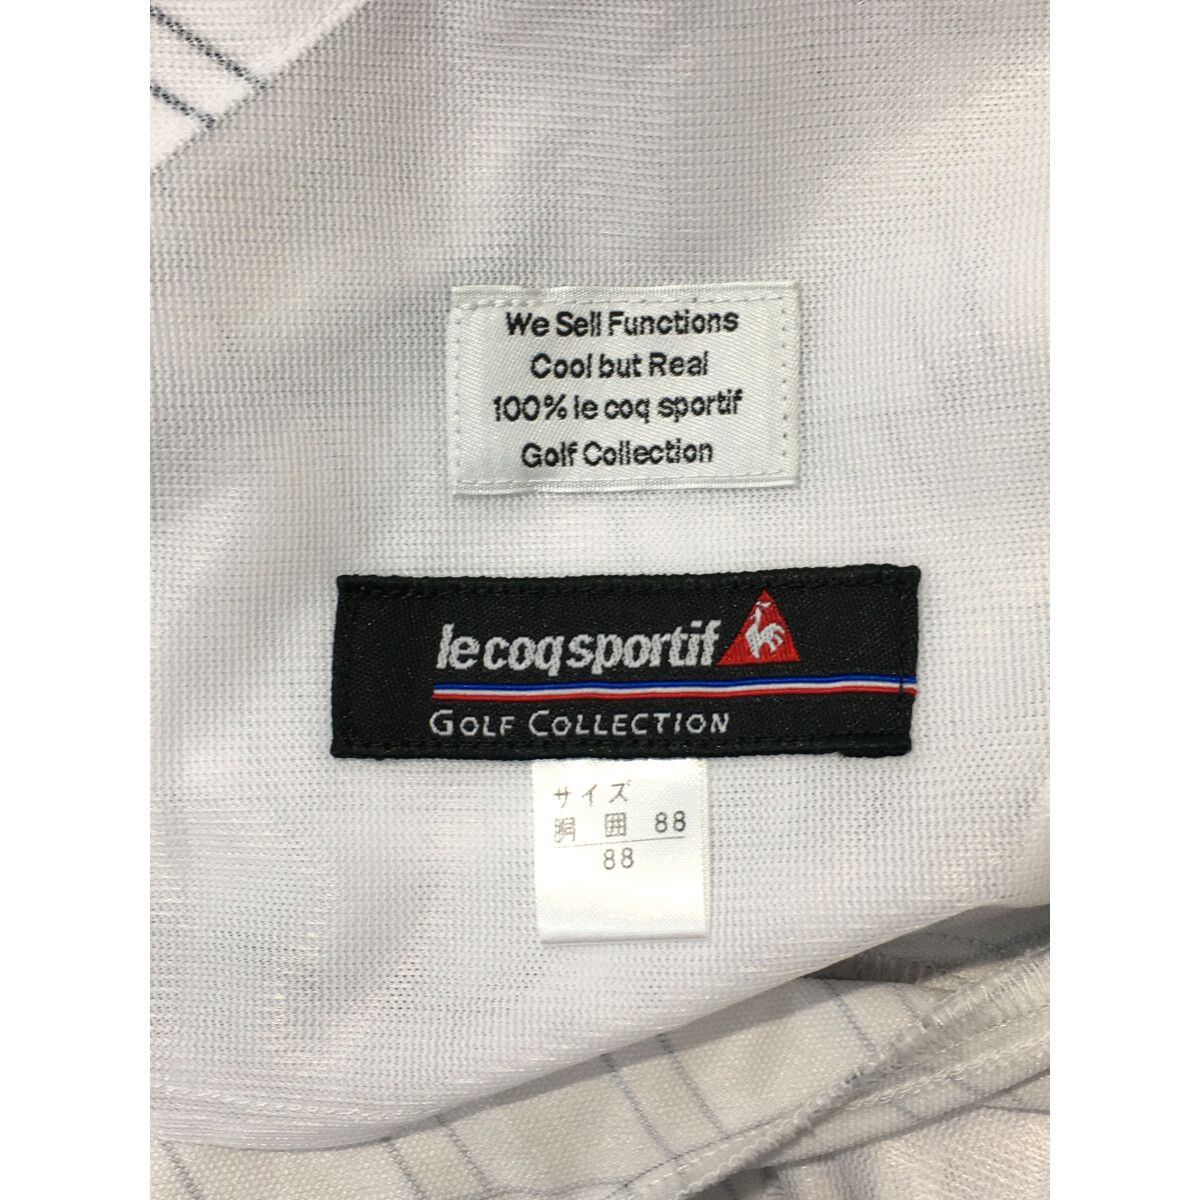 We Sell Functions
Cool but Real
100% le coq sportif
Golf Collection
le coq sportif
GOLF COLLECTION
サイズ
胴囲 88
88